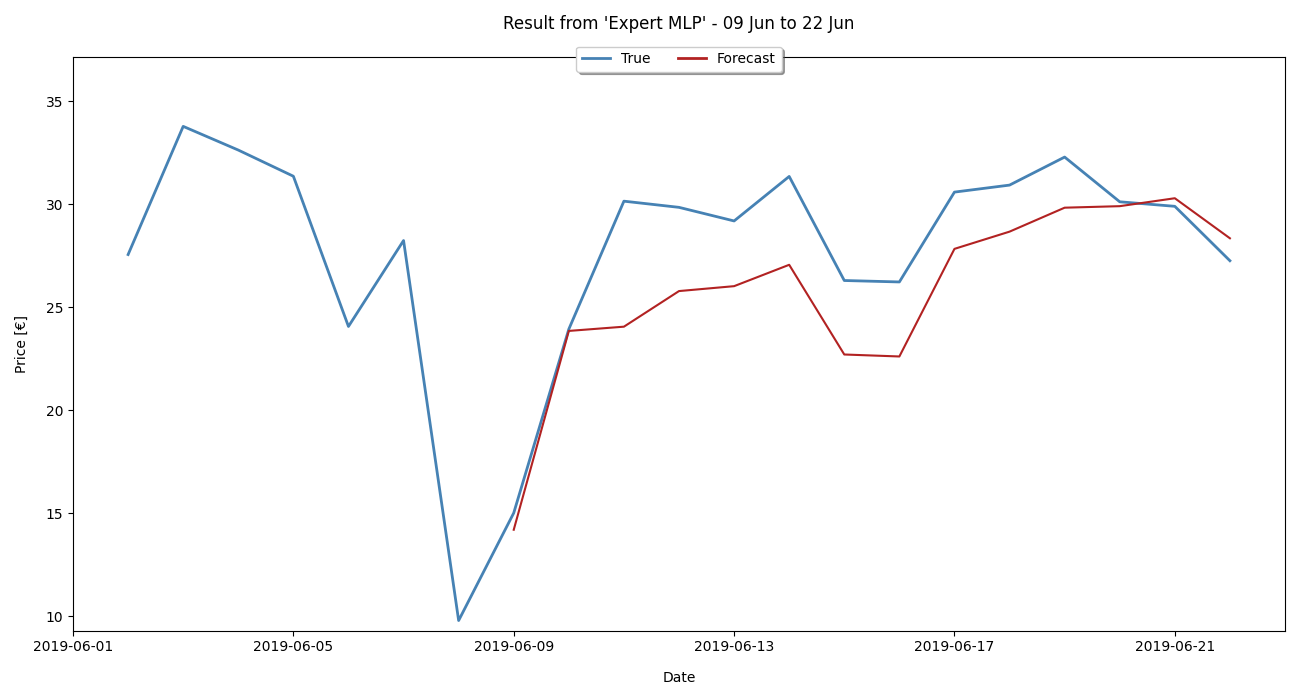 Result from 'Expert MLP' - 09 Jun to 22 Jun
True Forecast
35
30
25
20
15
10
Price [€]
2019-06-01 2019-06-05 2019-06-09 2019-06-13 2019-06-17 2019-06-21
Date